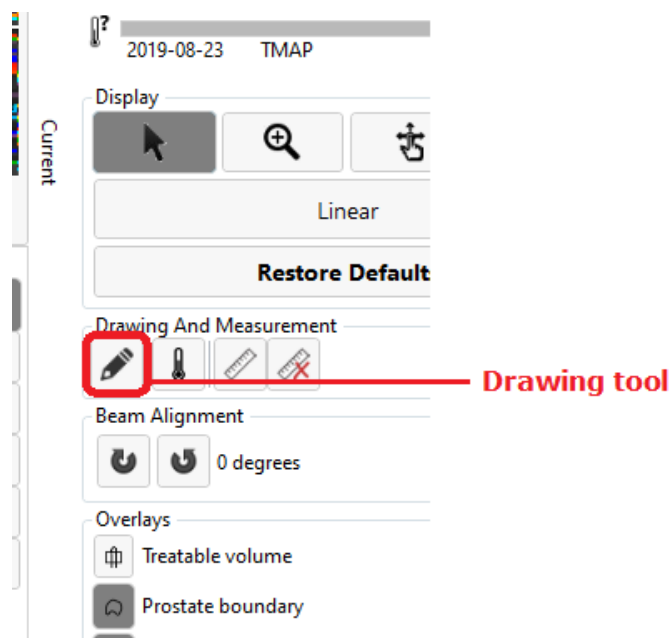 ?
2019-08-23 TMAP
Display
Current
Linear
Restore Default
Drawing And Measurement
Drawing tool
Beam Alignment
0 degrees
Overlays
Treatable volume
Prostate boundary